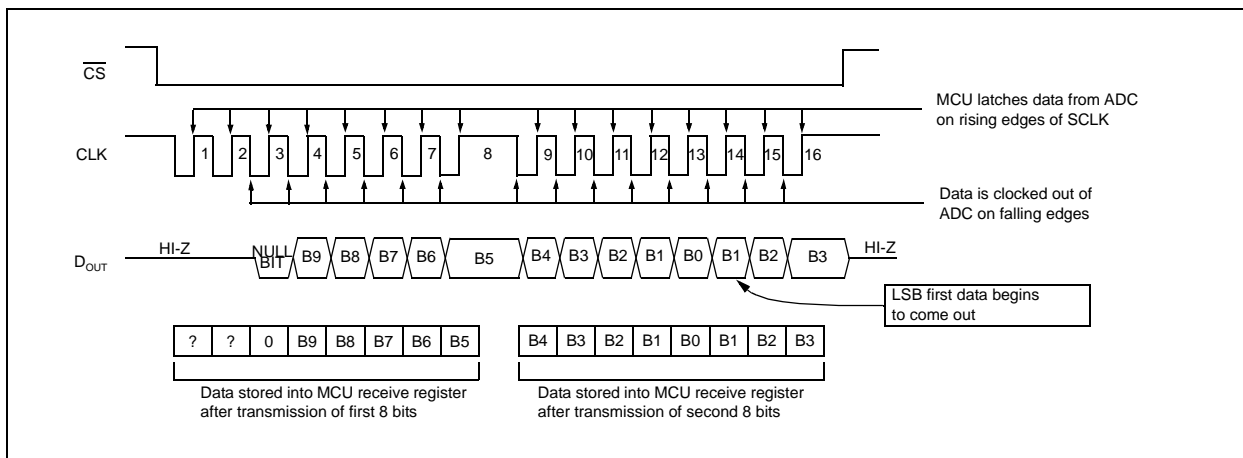 CS
MCU latches data from ADC
on rising edges of SCLK
CLK
1 2 3 4 5 6 7 8 9 10 11 12 13 14 15 16
Data is clocked out of
ADC on falling edges
HI-Z
NULL
BIT
B9 B8 B7 B6 B5 B4 B3 B2 B1 B0 B1 B2 B3
HI-Z
DOUT
LSB first data begins
to come out
? ? 0 B9 B8 B7 B6 B5
B4 B3 B2 B1 B0 B1 B2 B3
Data stored into MCU receive register
after transmission of first 8 bits
Data stored into MCU receive register
after transmission of second 8 bits